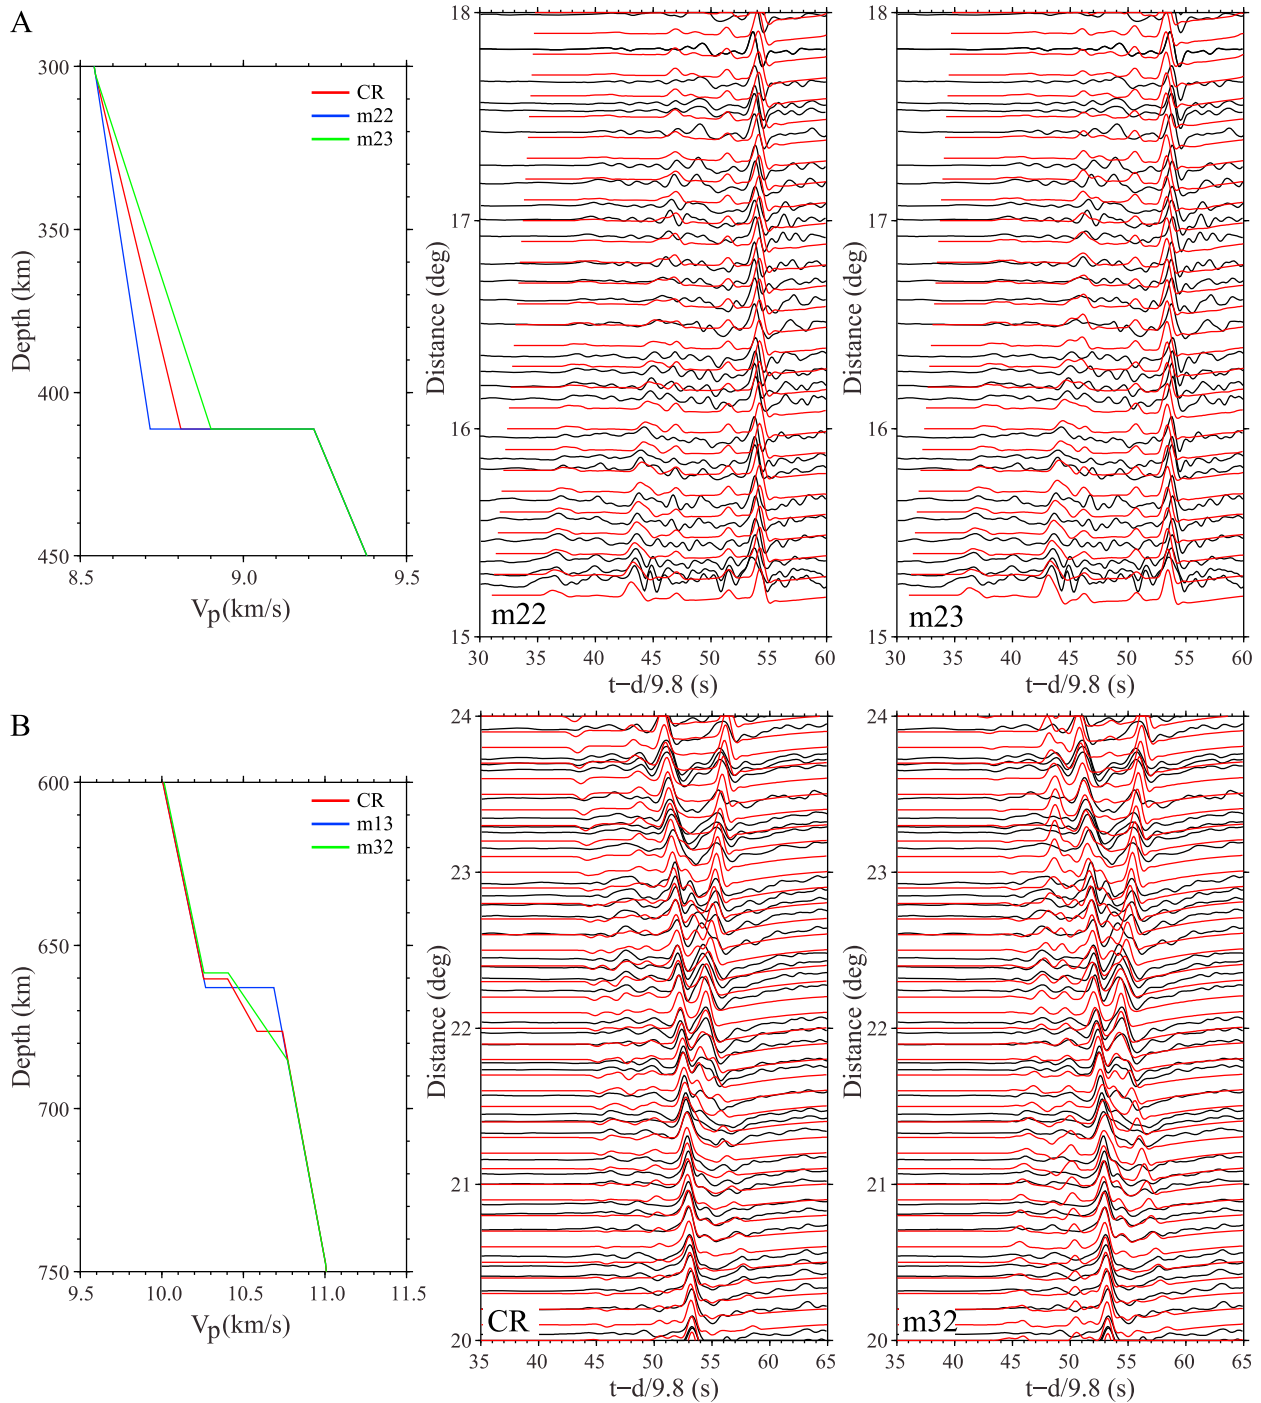 A
300
350
400
450
Depth (km)
8.5 9.0 9.5
Vp(km/s)
CR
m22
m23
18
17
16
15
Distance (deg)
m22
30 35 40 45 50 55 60
t−d/9.8 (s)
18
17
16
15
Distance (deg)
m23
30 35 40 45 50 55 60
t−d/9.8 (s)
B
600
650
700
750
Depth (km)
9.5 10.0 10.5 11.0 11.5
Vp(km/s)
CR
m13
m32
24
23
22
21
20
Distance (deg)
CR
35 40 45 50 55 60 65
t−d/9.8 (s)
24
23
22
21
20
Distance (deg)
m32
35 40 45 50 55 60 65
t−d/9.8 (s)